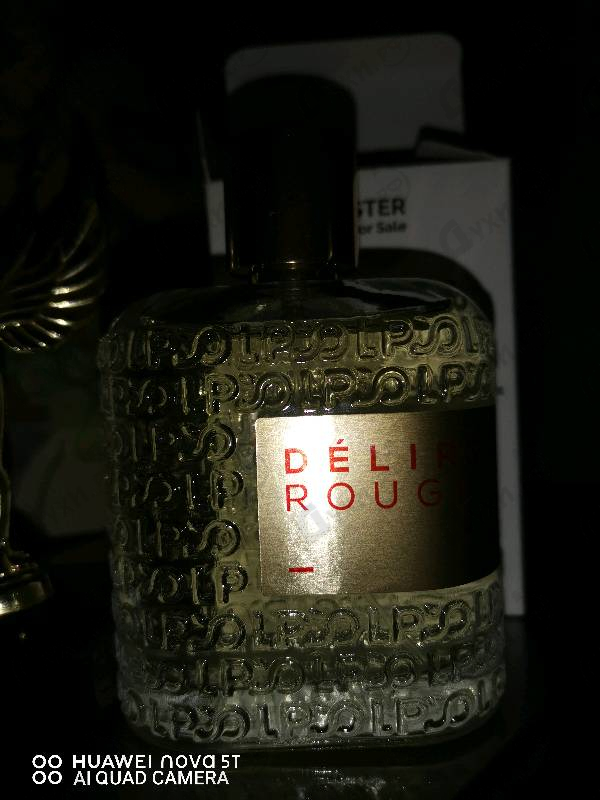 STER
or Sale
DÉLIR
ROUG
HUAWEI nova 5T
AI QUAD CAMERA